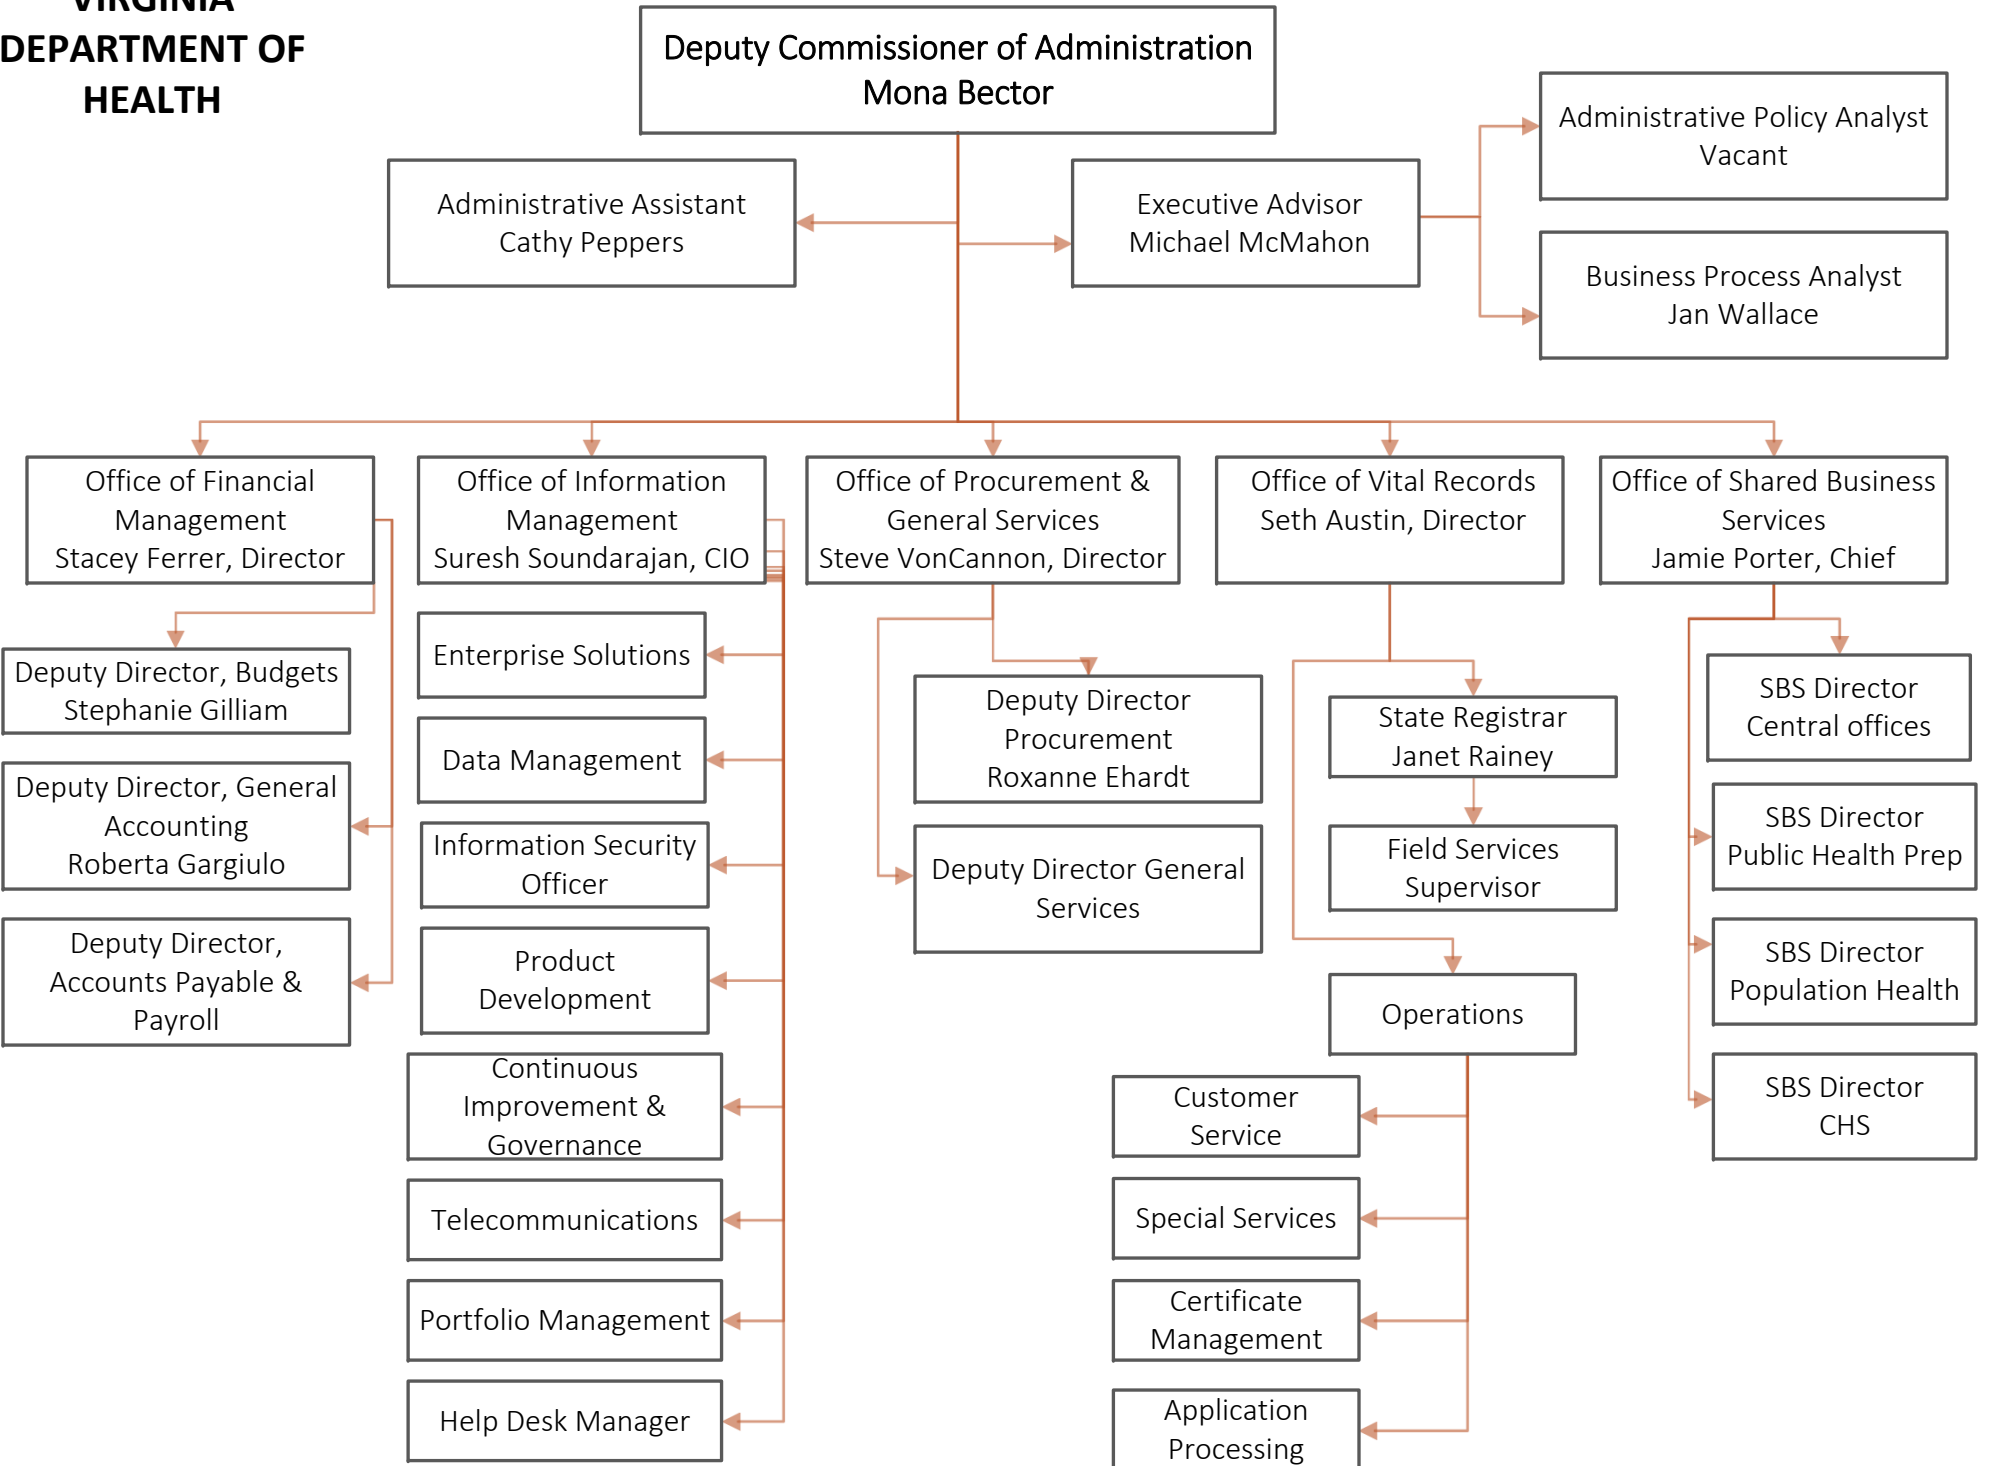 VIRGINIA
DEPARTMENT OF
HEALTH
Deputy Commissioner of Administration
Mona Bector
Administrative Policy Analyst
Vacant
Administrative Assistant
Cathy Peppers
Executive Advisor
Michael McMahon
Business Process Analyst
Jan Wallace
Office of Financial
Management
Stacey Ferrer, Director
Office of Information
Management
Suresh Soundarajan, CIO
Office of Procurement &
General Services
Steve VonCannon, Director
Office of Vital Records
Seth Austin, Director
Office of Shared Business
Services
Jamie Porter, Chief
Deputy Director, Budgets
Stephanie Gilliam
Deputy Director, General
Accounting
Roberta Gargiulo
Deputy Director,
Accounts Payable &
Payroll
Enterprise Solutions
Data Management
Information Security
Officer
Product
Development
Continuous
Improvement &
Governance
Telecommunications
Portfolio Management
Help Desk Manager
Deputy Director
Procurement
Roxanne Ehardt
Deputy Director General
Services
State Registrar
Janet Rainey
Field Services
Supervisor
Operations
Customer
Service
Special Services
Certificate
Management
Application
Processing
SBS Director
Central offices
SBS Director
Public Health Prep
SBS Director
Population Health
SBS Director
CHS